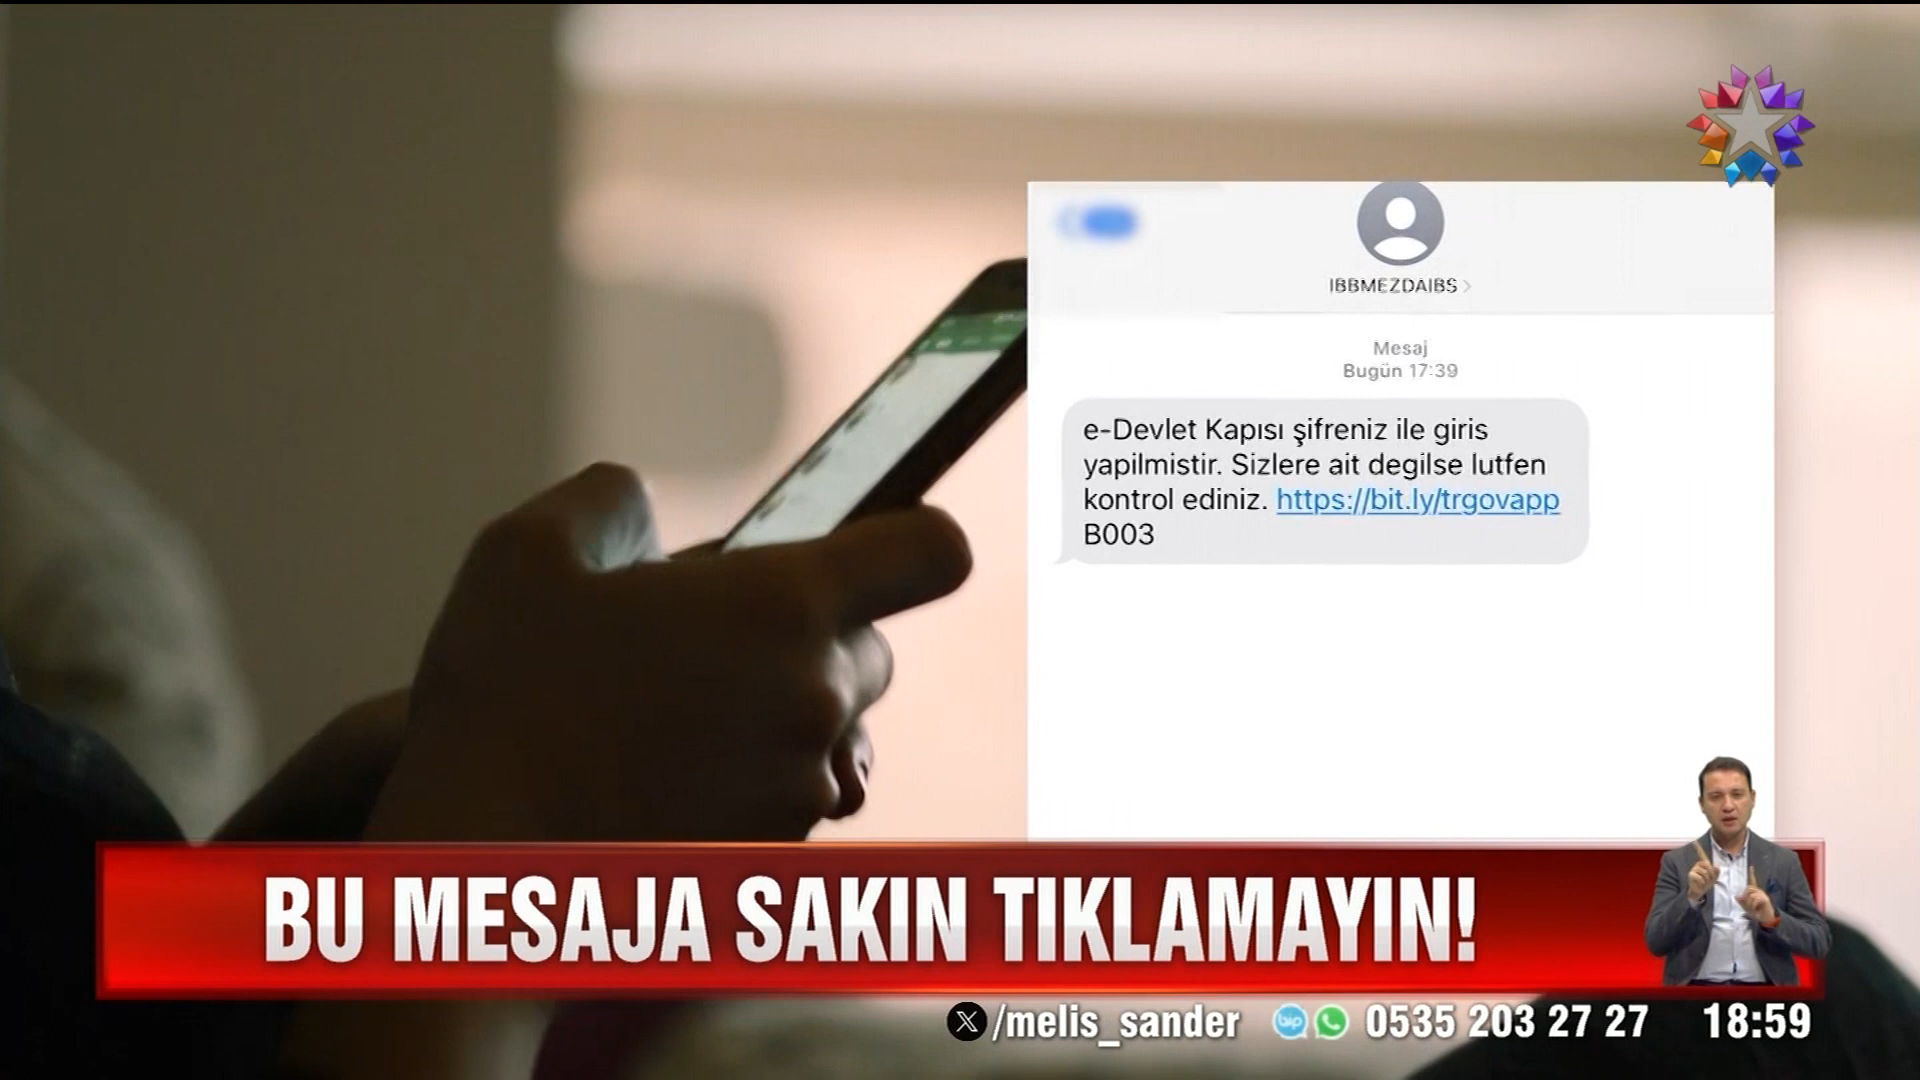 IBBMEZDAIBS
Mesaj
Bugün 17:39
e-Devlet Kapısı şifreniz ile giris
yapilmistir. Sizlere ait degilse lutfen
kontrol ediniz. https://bit.ly/trgovapp
B003
BU MESAJA SAKIN TIKLAMAYIN!
/melis_sander bip 0535 203 27 27 18:59